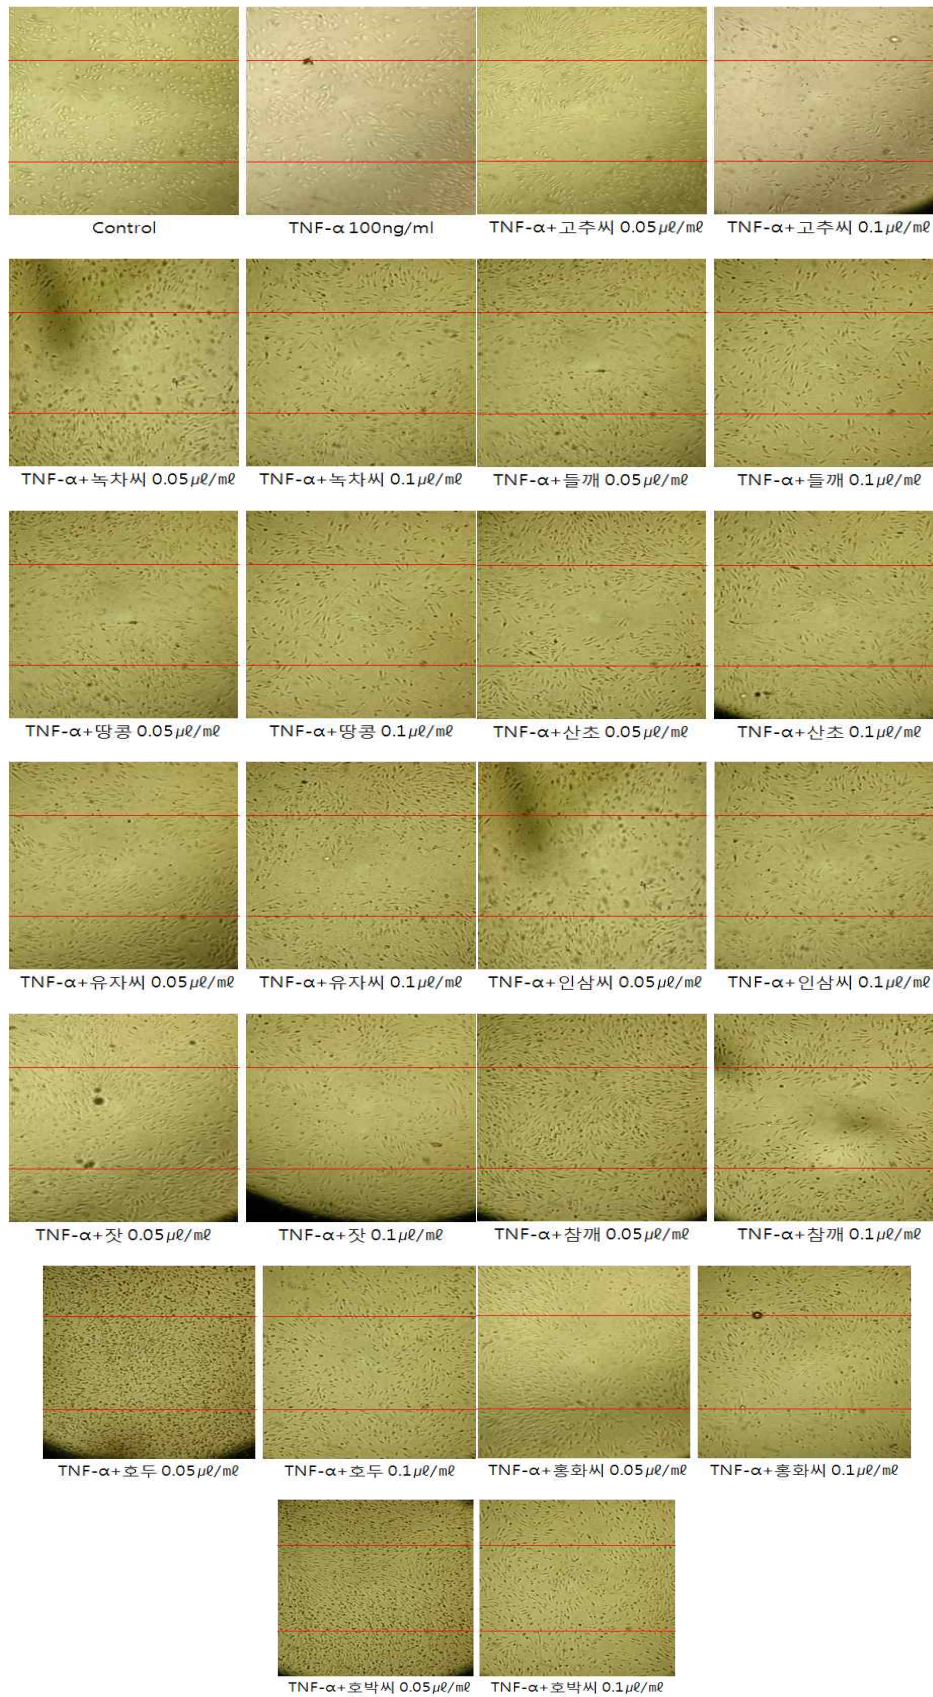 Control
TNF-α 100ng/ml
TNF-α+고추씨 0.05㎕/㎖
TNF-α+고추씨 0.1㎕/㎖
TNF-α+녹차씨 0.05㎕/㎖
TNF-α+녹차씨 0.1㎕/㎖
TNF-α+들깨 0.05㎕/㎖
TNF-α+들깨 0.1㎕/㎖
TNF-α+땅콩 0.05㎕/㎖
TNF-α+땅콩 0.1㎕/㎖
TNF-α+산초 0.05㎕/㎖
TNF-α+산초 0.1㎕/㎖
TNF-α+유자씨 0.05㎕/㎖
TNF-α+유자씨 0.1㎕/㎖
TNF-α+인삼씨 0.05㎕/㎖
TNF-α+인삼씨 0.1㎕/㎖
TNF-α+잣 0.05㎕/㎖
TNF-α+잣 0.1㎕/㎖
TNF-α+참깨 0.05㎕/㎖
TNF-α+참깨 0.1㎕/㎖
TNF-α+호두 0.05㎕/㎖
TNF-α+호두 0.1㎕/㎖
TNF-α+홍화씨 0.05㎕/㎖
TNF-α+홍화씨 0.1㎕/㎖
TNF-α+호박씨 0.05㎕/㎖
TNF-α+호박씨 0.1㎕/㎖